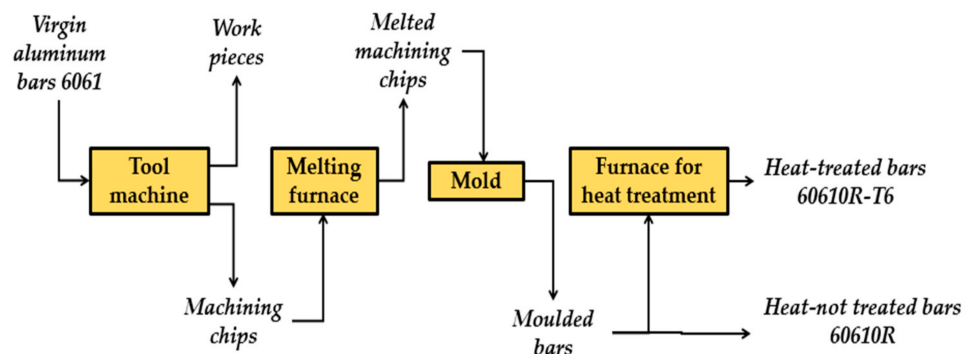 Virgin
aluminum
bars 6061
Work
pieces
Melted
machining
chips
Tool
machine
Melting
furnace
Mold
Furnace for
heat treatment
Heat-treated bars
60610R-T6
Machining
chips
Moulded
bars
Heat-not treated bars
60610R